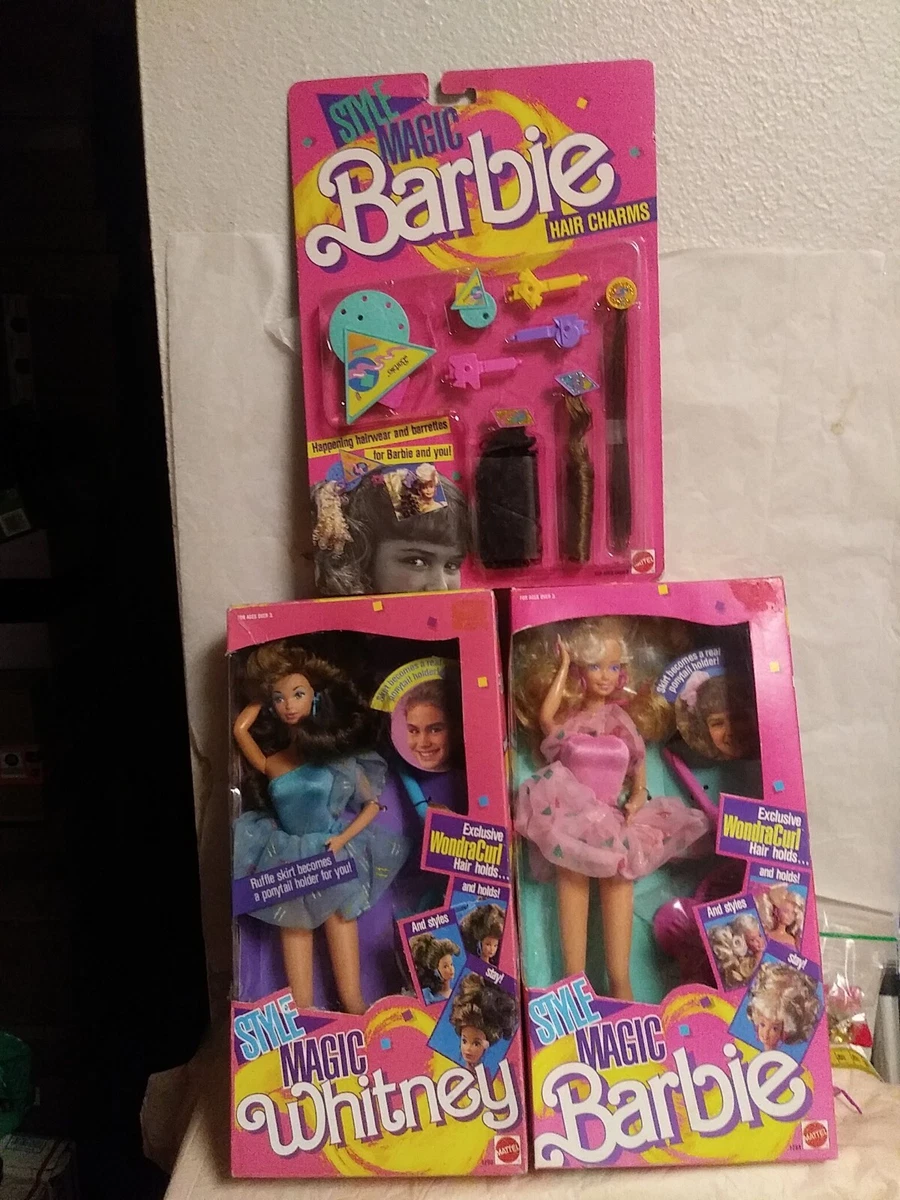 STYLE
MAGIC
Barbie
HAIR CHARMS
Barbie
Happening hairwear and barrettes
for Barbie and you!
MATTEL
FOR AGES OVER 3.
Skirt becomes a real
ponytail holder!
Ruffle skirt becomes
a ponytail holder for you!
Exclusive
WondraCurl
Hair holds...
and holds!
And styles
stay!
STYLE
MAGIC
Whitney
MATTEL
FOR AGES OVER 3.
Skirt becomes a real
ponytail holder!
Exclusive
WondraCurl
Hair holds...
and holds!
And styles
stay!
STYLE
MAGIC
Barbie
MATTEL